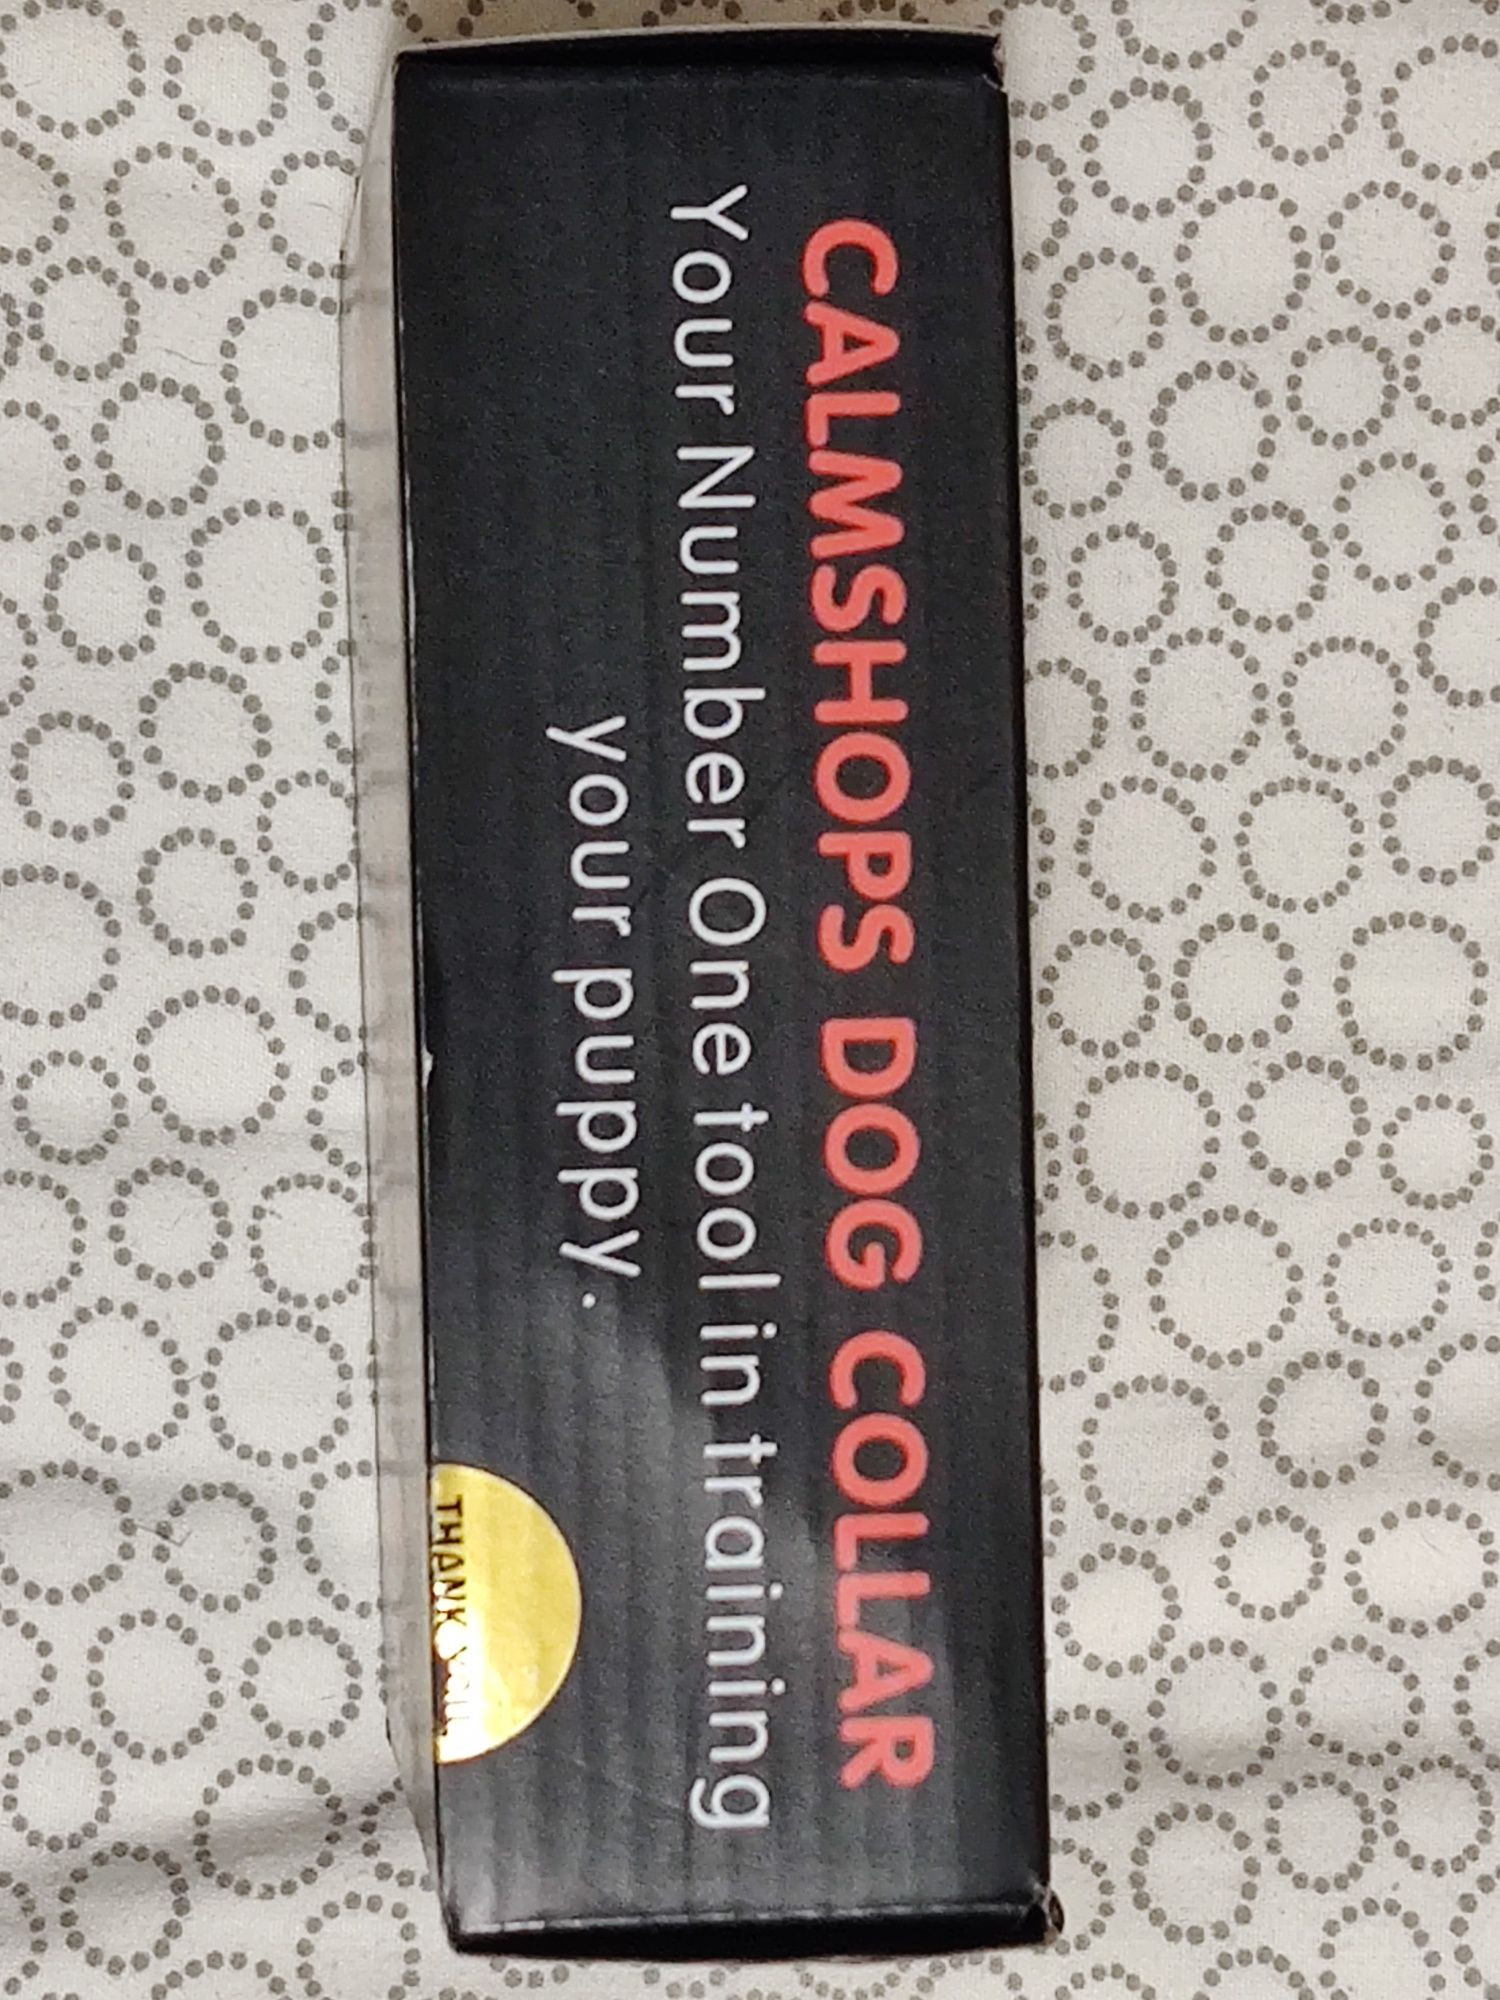 CALMSHOPS DOG COLLAR
Your Number One tool in training
your puppy.
THANK